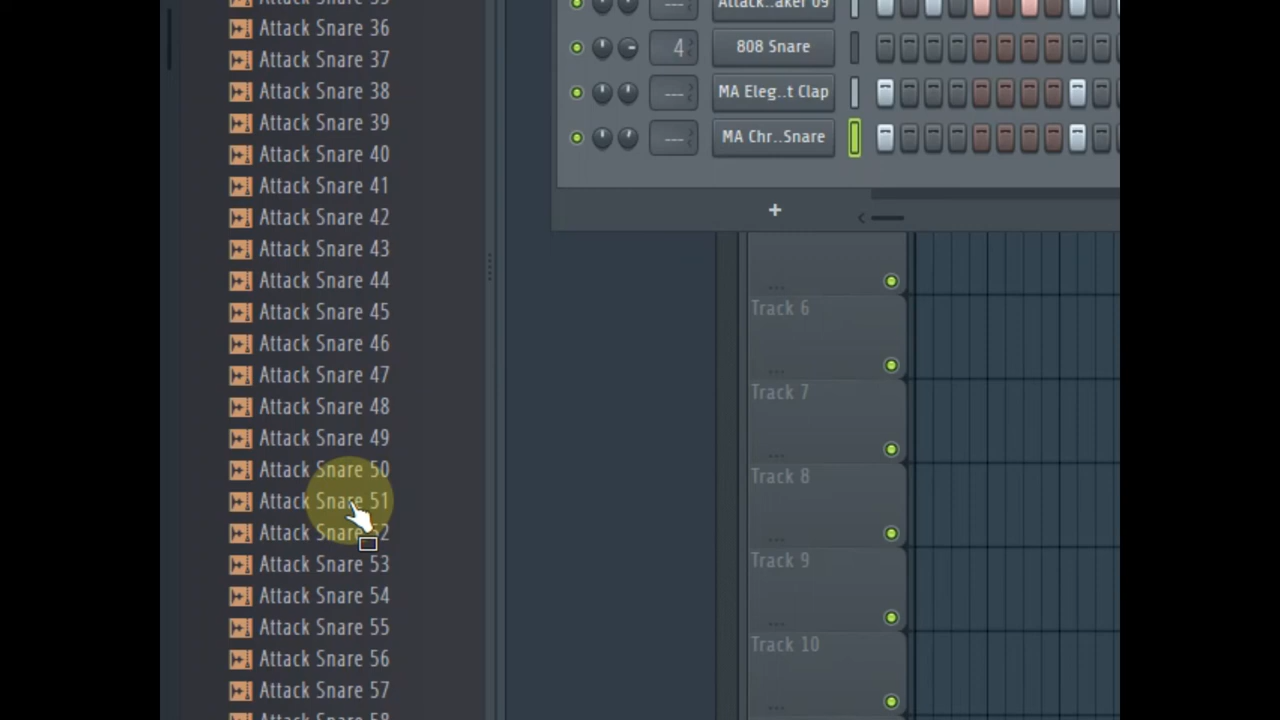 Attack Snare 36
Attack Snare 37
Attack Snare 38
Attack Snare 39
Attack Snare 40
Attack Snare 41
Attack Snare 42
Attack Snare 43
Attack Snare 44
Attack Snare 45
Attack Snare 46
Attack Snare 47
Attack Snare 48
Attack Snare 49
Attack Snare 50
Attack Snare 51
Attack Snare 52
Attack Snare 53
Attack Snare 54
Attack Snare 55
Attack Snare 56
Attack Snare 57
Attack..aker 09
4 808 Snare
--- MA Eleg..t Clap
--- MA Chr..Snare
+
Track 6
Track 7
Track 8
Track 9
Track 10